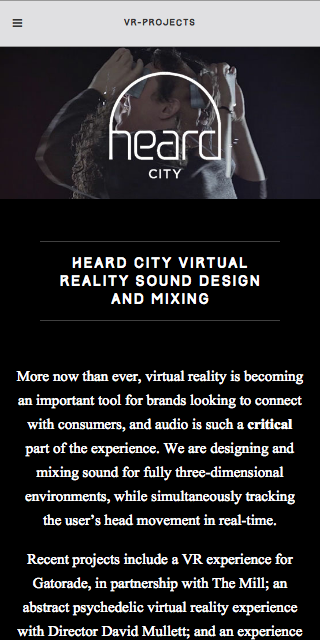 VR-PROJECTS
heard
CITY
HEARD CITY VIRTUAL
REALITY SOUND DESIGN
AND MIXING
More now than ever, virtual reality is becoming
an important tool for brands looking to connect
with consumers, and audio is such a critical
part of the experience. We are designing and
mixing sound for fully three-dimensional
environments, while simultaneously tracking
the user’s head movement in real-time.
Recent projects include a VR experience for
Gatorade, in partnership with The Mill; an
abstract psychedelic virtual reality experience
with Director David Mullett; and an experience